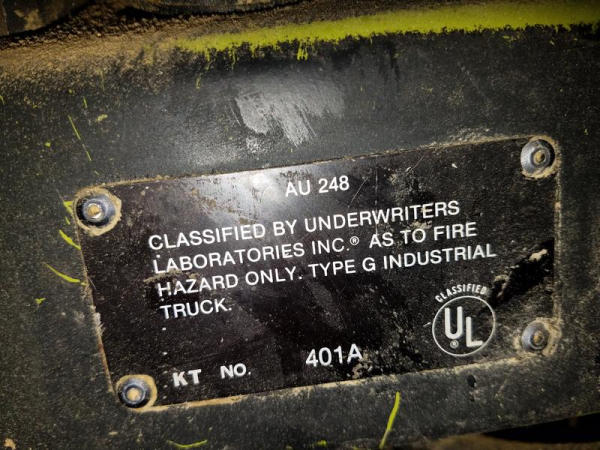 AU 248
CLASSIFIED BY UNDERWRITERS
LABORATORIES INC.® AS TO FIRE
HAZARD ONLY. TYPE G INDUSTRIAL
TRUCK.
CLASSIFIED
UL
®
KT NO. 401A